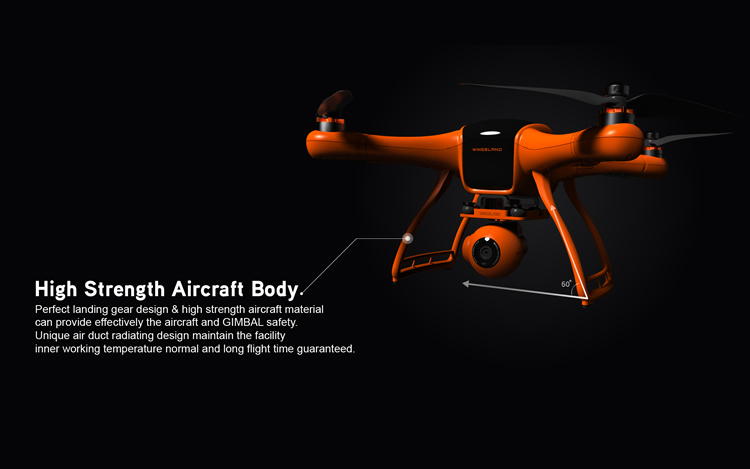 WINGSLAND
60°
High Strength Aircraft Body.
Perfect landing gear design & high strength aircraft material
can provide effectively the aircraft and GIMBAL safety.
Unique air duct radiating design maintain the facility
inner working temperature normal and long flight time guaranteed.